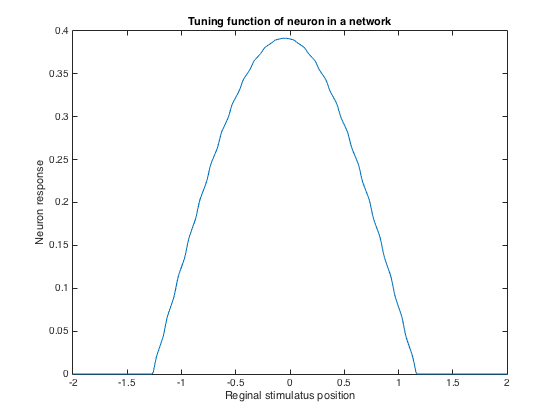 Tuning function of neuron in a network
Neuron response
0.4
0.35
0.3
0.25
0.2
0.15
0.1
0.05
0
-2 -1.5 -1 -0.5 0 0.5 1 1.5 2
Reginal stimulatus position